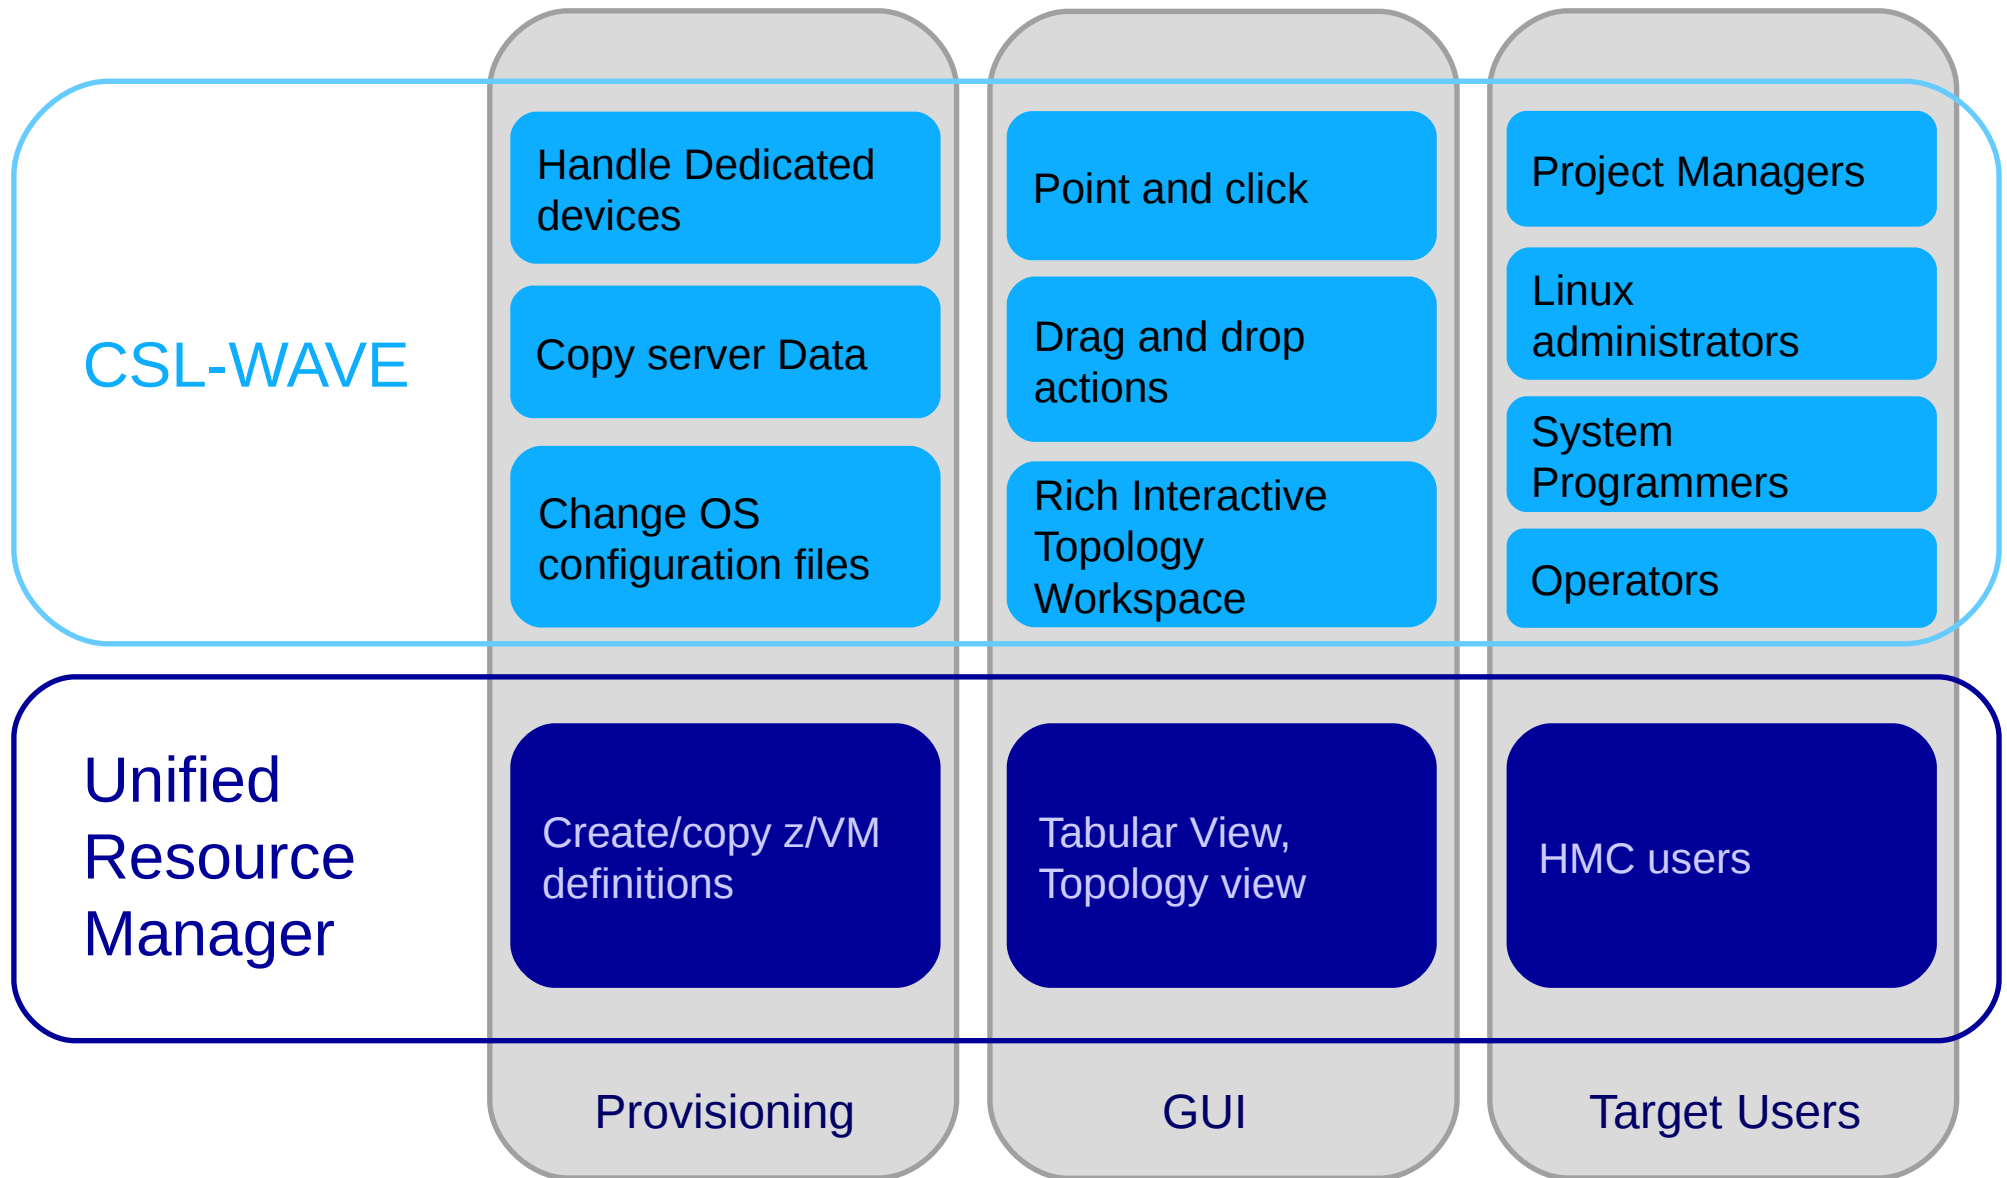 CSL-WAVE
Handle Dedicated
devices
Copy server Data
Change OS
configuration files
Point and click
Drag and drop
actions
Rich Interactive
Topology
Workspace
Project Managers
Linux
administrators
System
Programmers
Operators
Unified
Resource
Manager
Create/copy z/VM
definitions
Tabular View,
Topology view
HMC users
Provisioning
GUI
Target Users